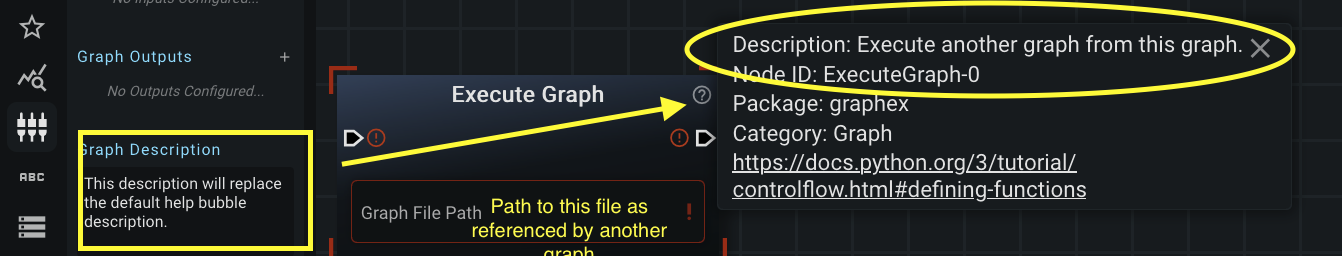 No Inputs Configured...
Graph Outputs +
No Outputs Configured...
Graph Description
This description will replace
the default help bubble
description.
ABC
Execute Graph
Graph File Path
Path to this file as
referenced by another
graph
Description: Execute another graph from this graph.
Node ID: ExecuteGraph-0
Package: graphex
Category: Graph
https://docs.python.org/3/tutorial/
controlflow.html#defining-functions